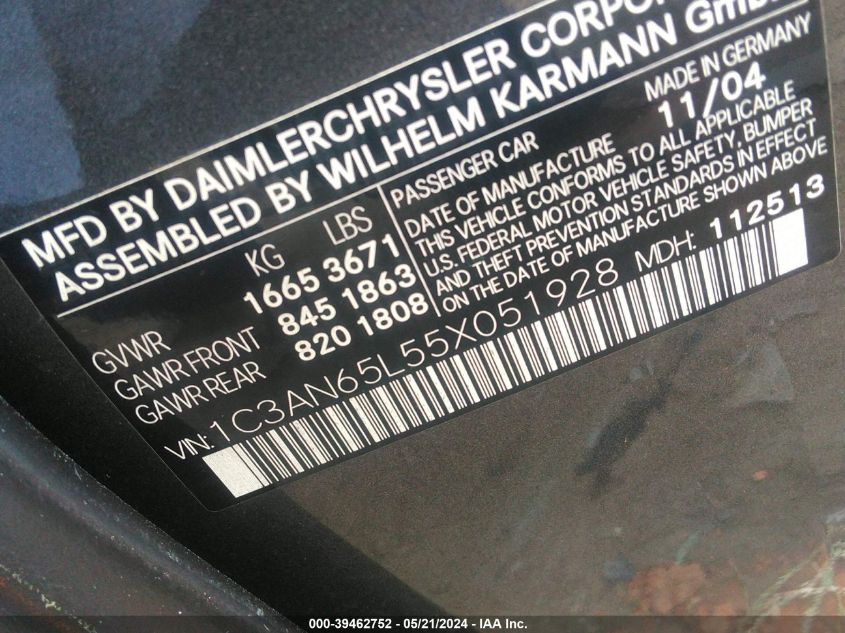 MFD BY DAIMLERCHRYSLER
ASSEMBLED BY WILHELM KARMANN GmbH
KG LBS
GVWR 1665 3671
GAWR FRONT 845 1863
GAWR REAR 820 1808
PASSENGER CAR MADE IN GERMANY
DATE OF MANUFACTURE 11/04
THIS VEHICLE CONFORMS TO ALL APPLICABLE
U.S. FEDERAL MOTOR VEHICLE SAFETY, BUMPER
AND THEFT PREVENTION STANDARDS IN EFFECT
ON THE DATE OF MANUFACTURE SHOWN ABOVE
VIN: 1C3AN65L55X051928 MDH: 112513
000-39462752 - 05/21/2024 - IAA Inc.